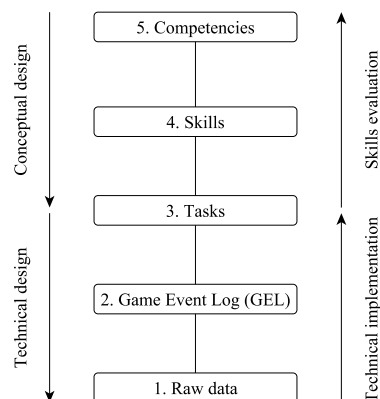 5. Competencies
4. Skills
3. Tasks
2. Game Event Log (GEL)
1. Raw data
Conceptual design
Technical design
Skills evaluation
Technical implementation